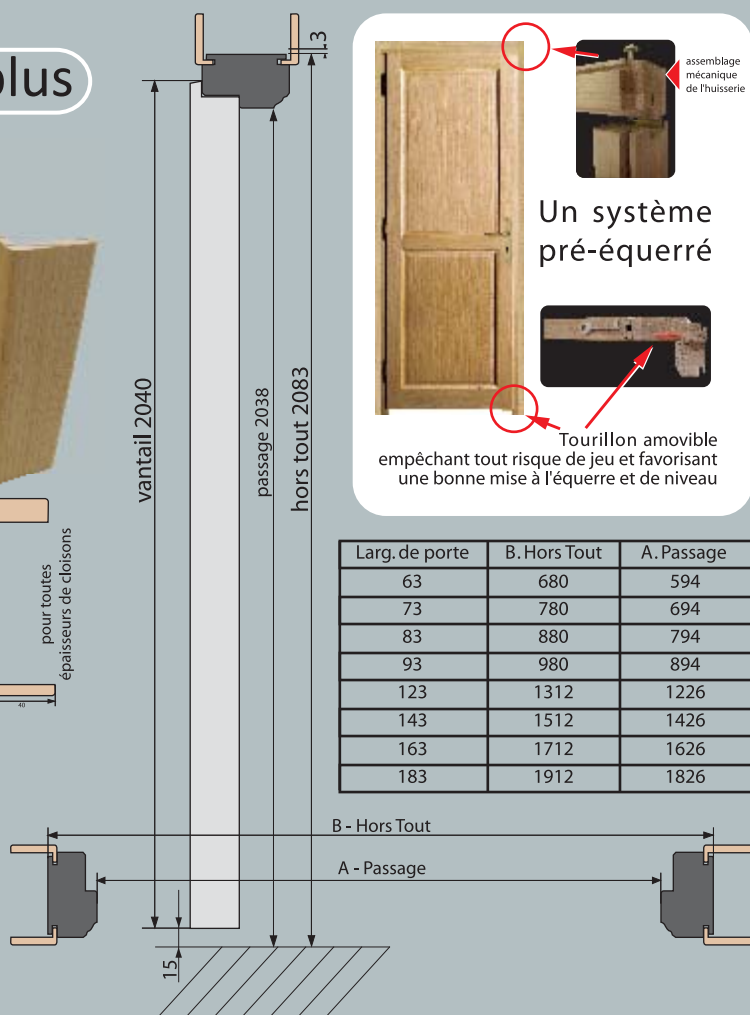 plus
3
assemblage
mécanique
de l'huisserie
Un système
pré-équerré
Tourillon amovible
empêchant tout risque de jeu et favorisant
une bonne mise à l'équerre et de niveau
vantail 2040
passage 2038
hors tout 2083
pour toutes
épaisseurs de cloisons
40
Larg. de porte B. Hors Tout A. Passage
63 680 594
73 780 694
83 880 794
93 980 894
123 1312 1226
143 1512 1426
163 1712 1626
183 1912 1826
B - Hors Tout
A - Passage
15